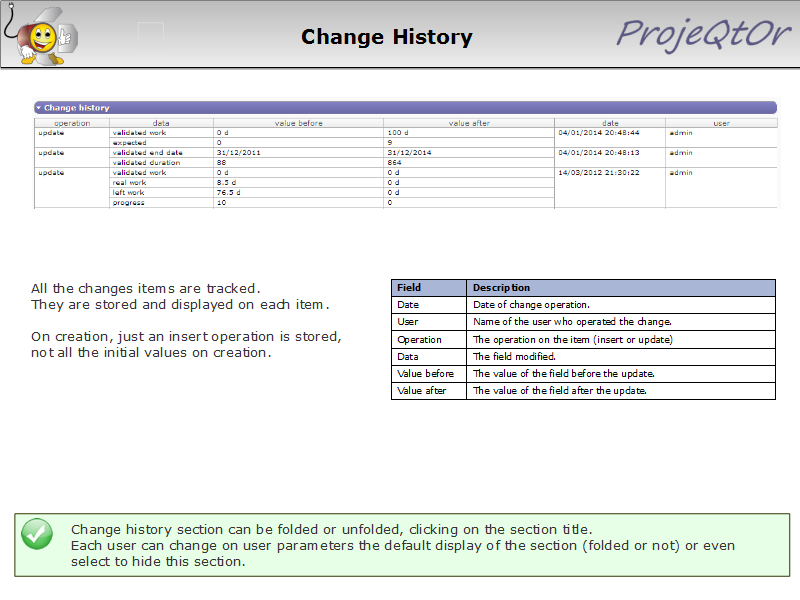 Change History
ProjeQtOr
Change history
operation data value before value after date user
update validated work 0 d 100 d 04/01/2014 20:48:44 admin
expected 0 9
update validated end date 31/12/2011 31/12/2014 04/01/2014 20:48:13 admin
validated duration 88 864
update validated work 0 d 0 d 14/03/2012 21:30:22 admin
real work 8.5 d 0 d
left work 76.5 d 0 d
progress 10 0
All the changes items are tracked.
They are stored and displayed on each item.
On creation, just an insert operation is stored,
not all the initial values on creation.
Field Description
Date Date of change operation.
User Name of the user who operated the change.
Operation The operation on the item (insert or update)
Data The field modified.
Value before The value of the field before the update.
Value after The value of the field after the update.
Change history section can be folded or unfolded, clicking on the section title.
Each user can change on user parameters the default display of the section (folded or not) or even
select to hide this section.